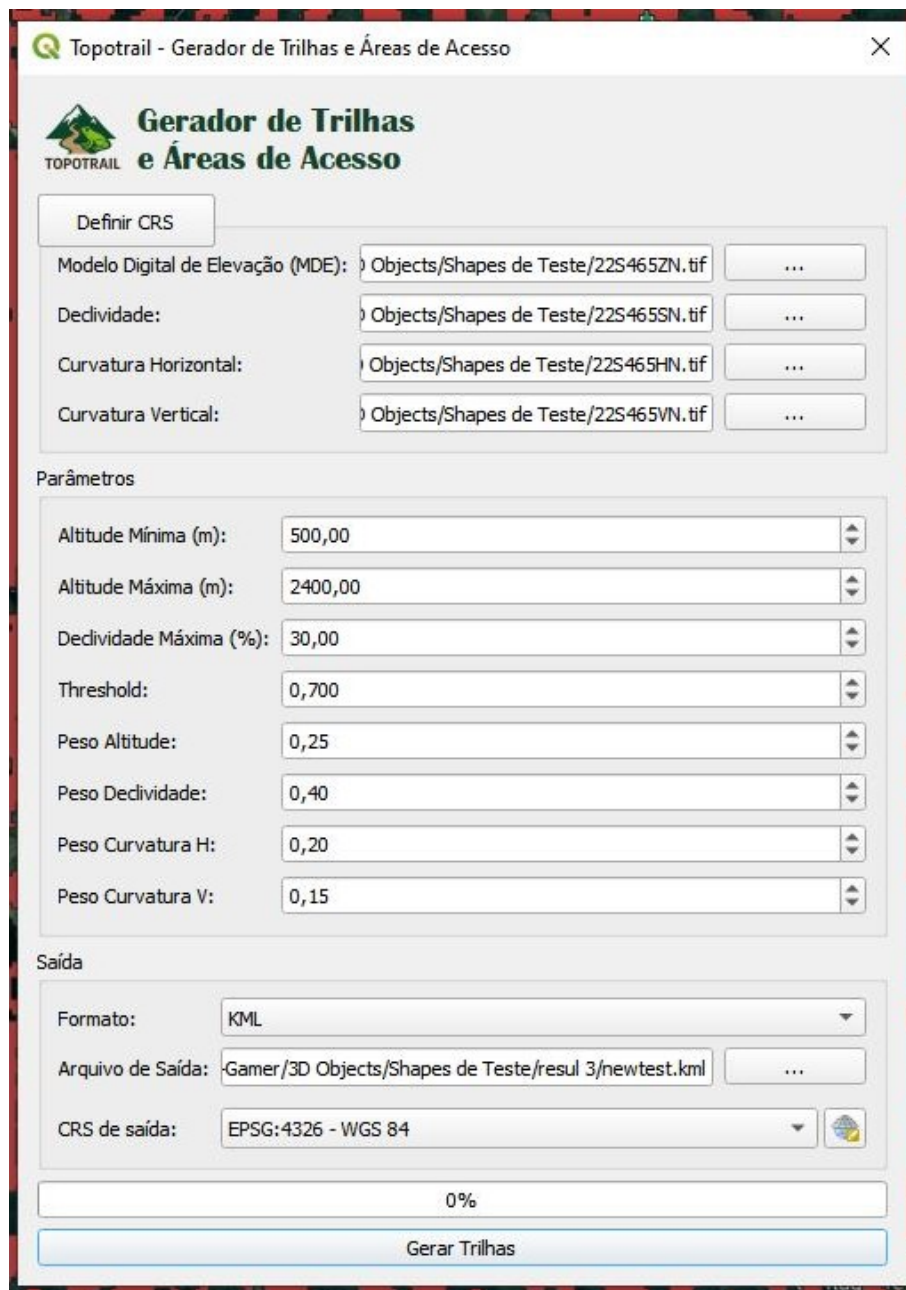 Topotrail - Gerador de Trilhas e Áreas de Acesso
Gerador de Trilhas
e Áreas de Acesso
TOPOTRAIL
Definir CRS
Modelo Digital de Elevação (MDE): Objects/Shapes de Teste/22S465ZN.tif ...
Declividade: Objects/Shapes de Teste/22S465SN.tif ...
Curvatura Horizontal: Objects/Shapes de Teste/22S465HN.tif ...
Curvatura Vertical: Objects/Shapes de Teste/22S465VN.tif ...
Parâmetros
Altitude Mínima (m): 500,00
Altitude Máxima (m): 2400,00
Declividade Máxima (%): 30,00
Threshold: 0,700
Peso Altitude: 0,25
Peso Declividade: 0,40
Peso Curvatura H: 0,20
Peso Curvatura V: 0,15
Saída
Formato: KML
Arquivo de Saída: -Gamer/3D Objects/Shapes de Teste/resul 3/newtest.kml ...
CRS de saída: EPSG:4326 - WGS 84
0%
Gerar Trilhas